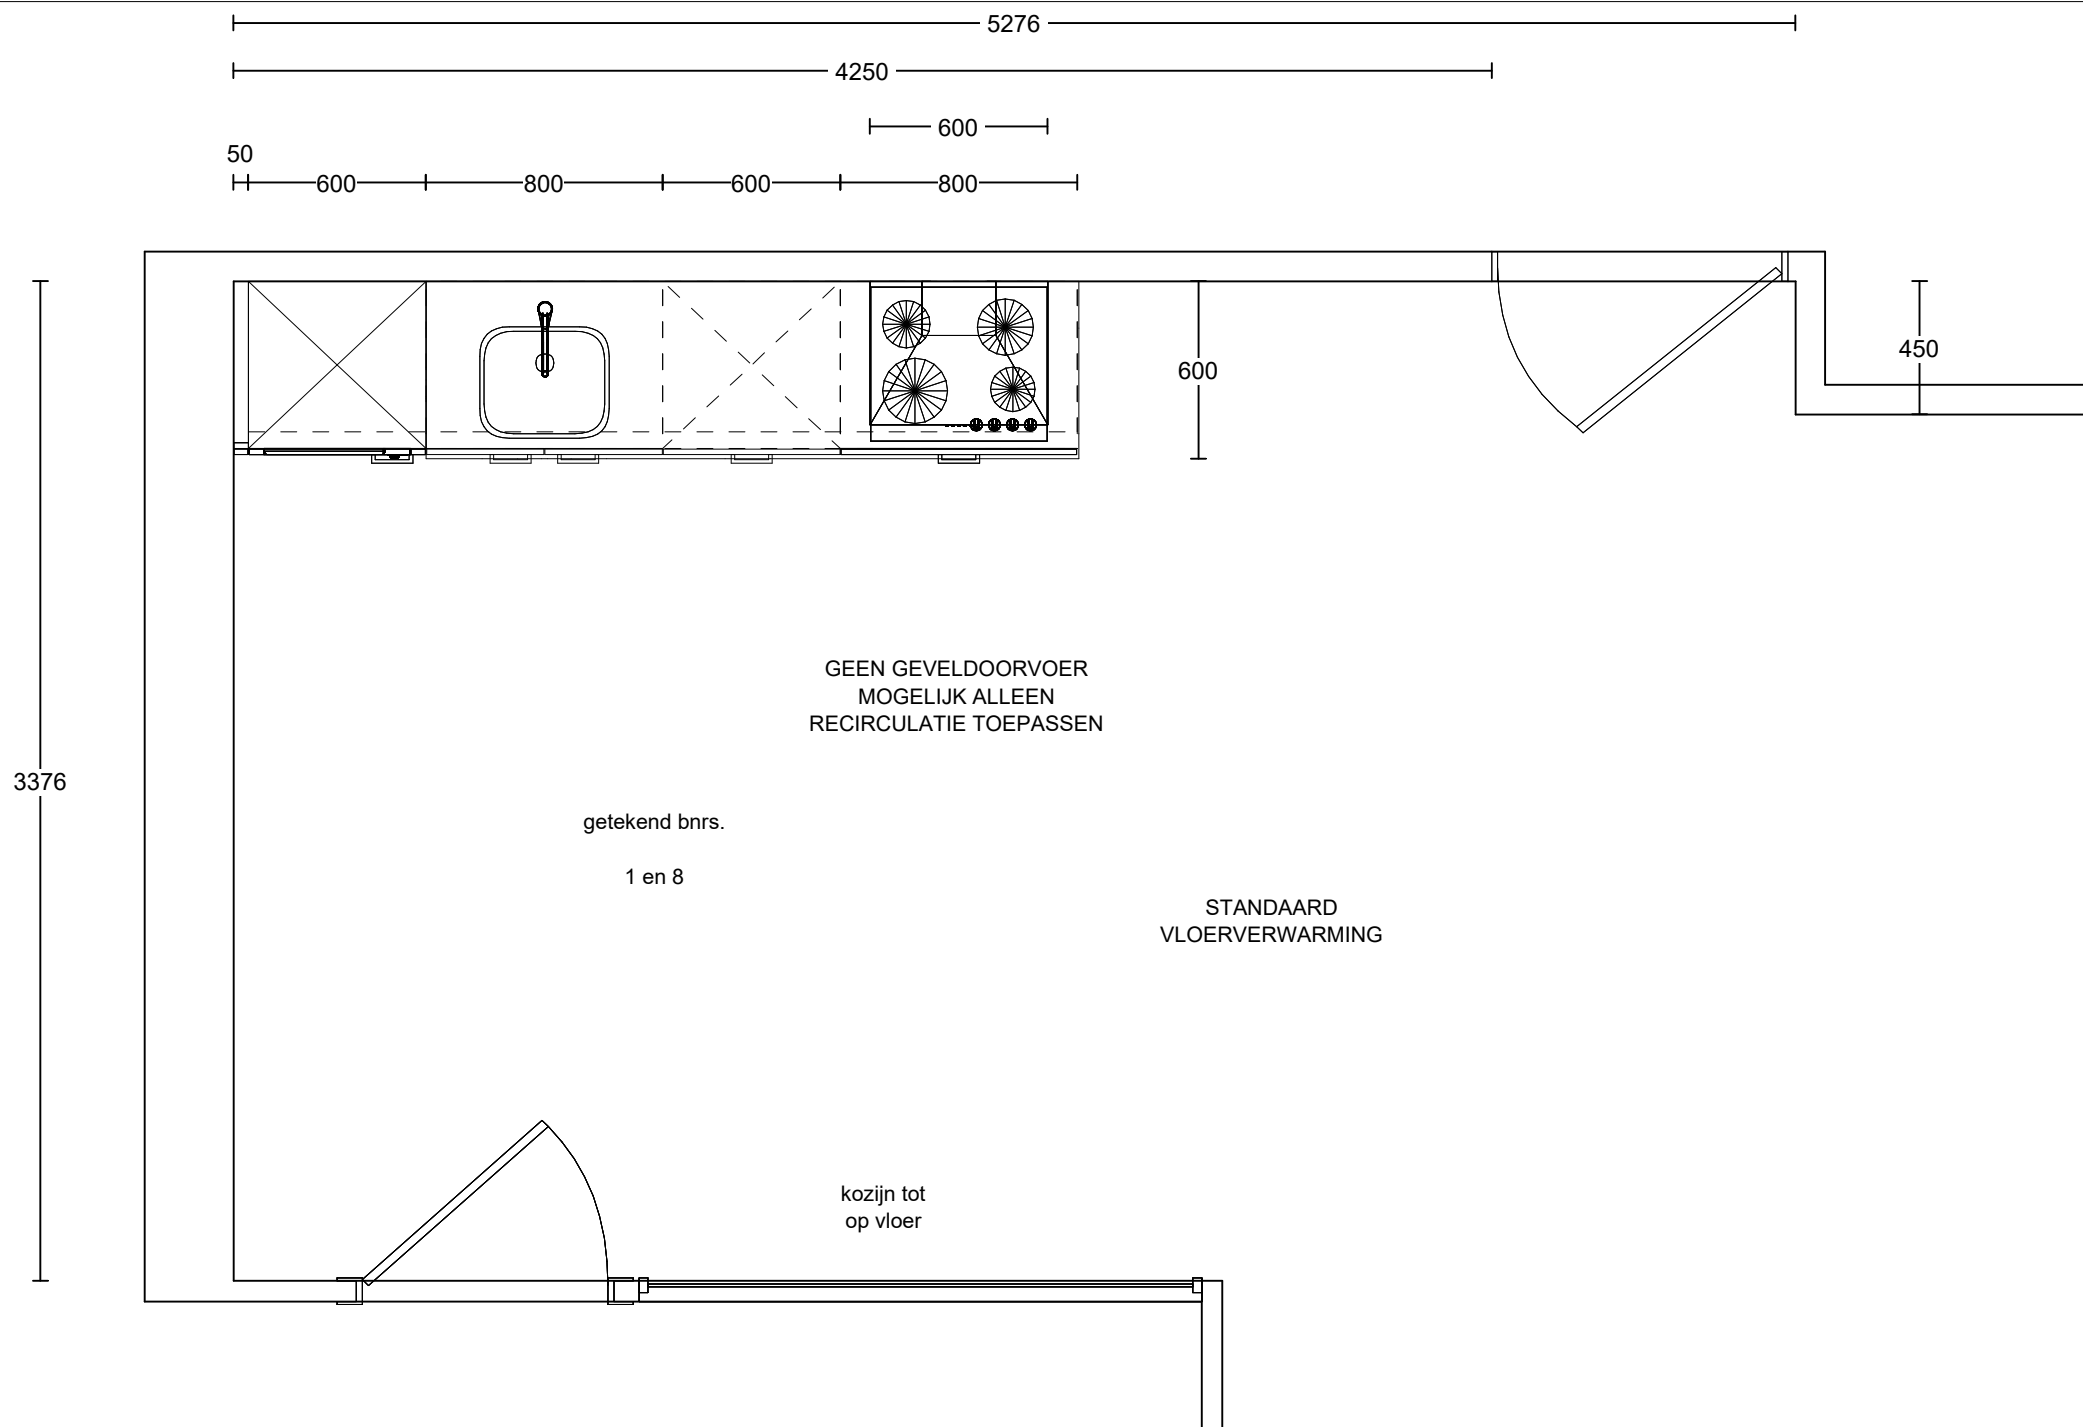 5276
4250
600
50
600
800
600
800
600
450
3376
GEEN GEVELDOORVOER
MOGELIJK ALLEEN
RECIRCULATIE TOEPASSEN
getekend bnrs.
1 en 8
STANDAARD
VLOERVERWARMING
kozijn tot
op vloer